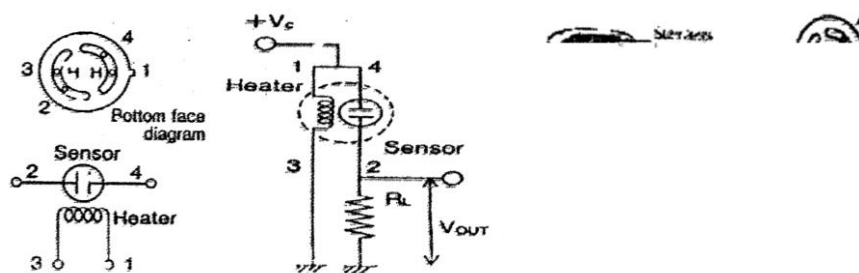 4
3
H H
1
2
Bottom face
diagram
Sensor
2
4
Heater
3
1
+Vc
1
4
Heater
Sensor
3
2
RL
VOUT